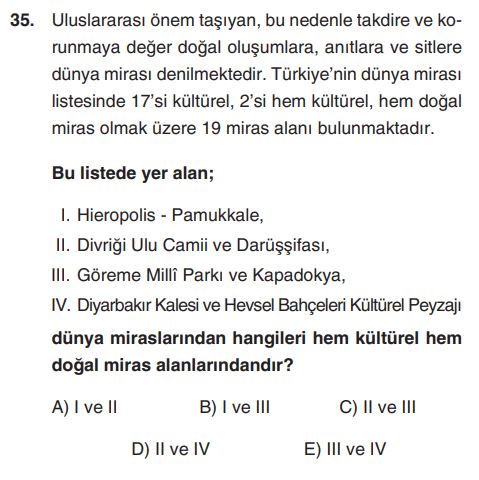 35. Uluslararası önem taşıyan, bu nedenle takdire ve ko-
runmaya değer doğal oluşumlara, anıtlara ve sitlere
dünya mirası denilmektedir. Türkiye'nin dünya mirası
listesinde 17'si kültürel, 2'si hem kültürel, hem doğal
miras olmak üzere 19 miras alanı bulunmaktadır.
Bu listede yer alan;
I. Hieropolis - Pamukkale,
II. Divriği Ulu Camii ve Darüşşifası,
III. Göreme Millî Parkı ve Kapadokya,
IV. Diyarbakır Kalesi ve Hevsel Bahçeleri Kültürel Peyzajı
dünya miraslarından hangileri hem kültürel hem
doğal miras alanlarındandır?
A) I ve II B) I ve III C) II ve III
D) II ve IV E) III ve IV